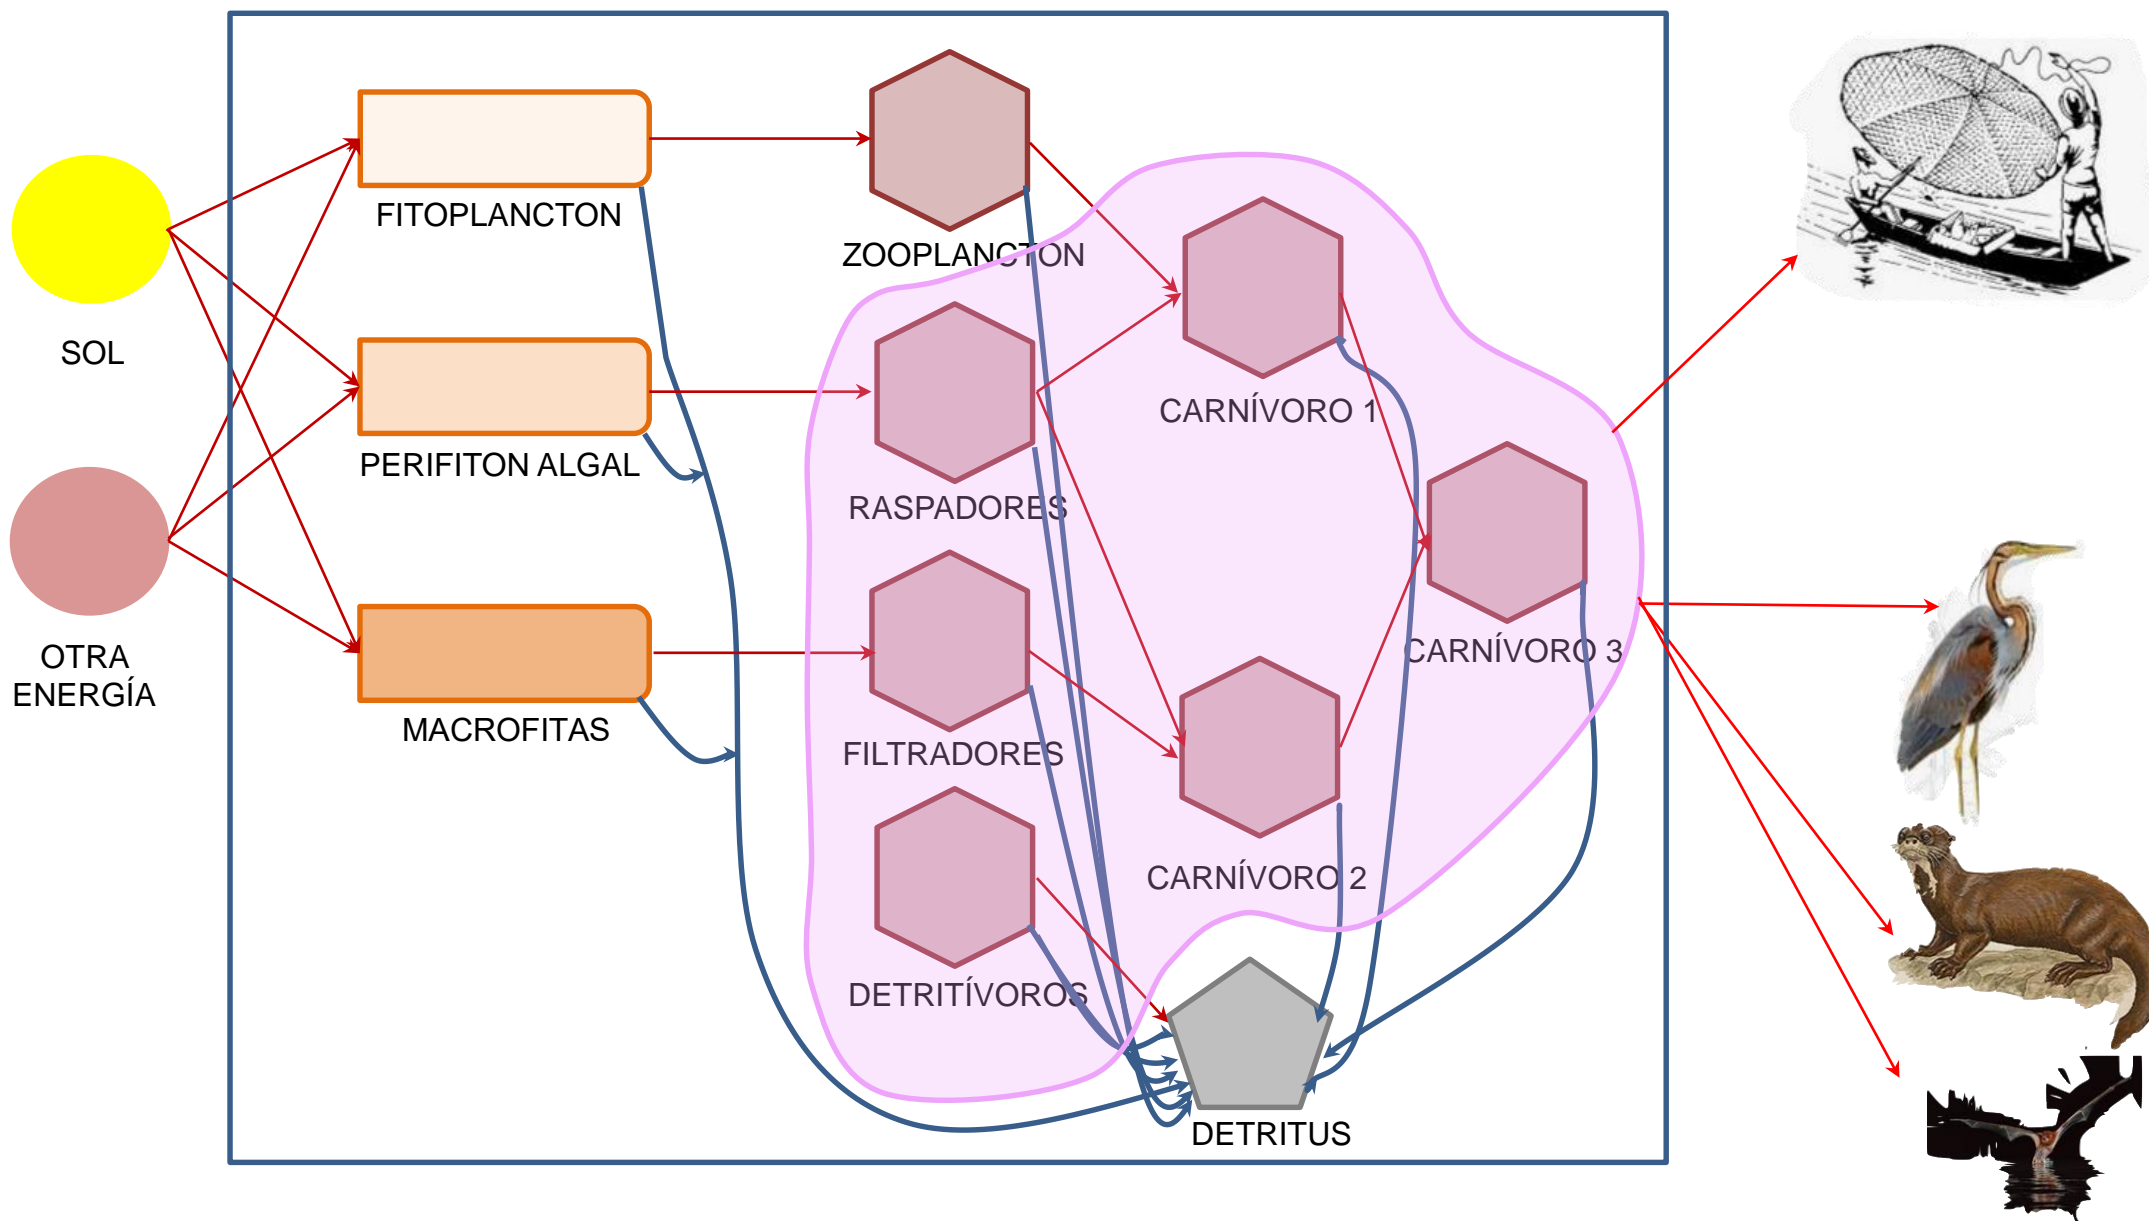 SOL
OTRA
ENERGÍA
FITOPLANCTON
PERIFITON ALGAL
MACROFITAS
ZOOPLANCTON
RASPADORES
FILTRADORES
DETRITÍVOROS
CARNÍVORO 1
CARNÍVORO 2
CARNÍVORO 3
DETRITUS